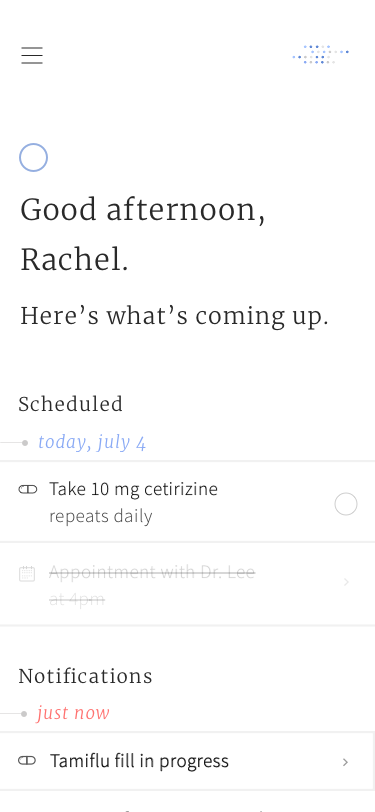 Good afternoon,
Rachel.
Here’s what’s coming up.
Scheduled
today, july 4
Take 10 mg cetirizine
repeats daily
Appointment with Dr. Lee
at 4pm
Notifications
just now
Tamiflu fill in progress